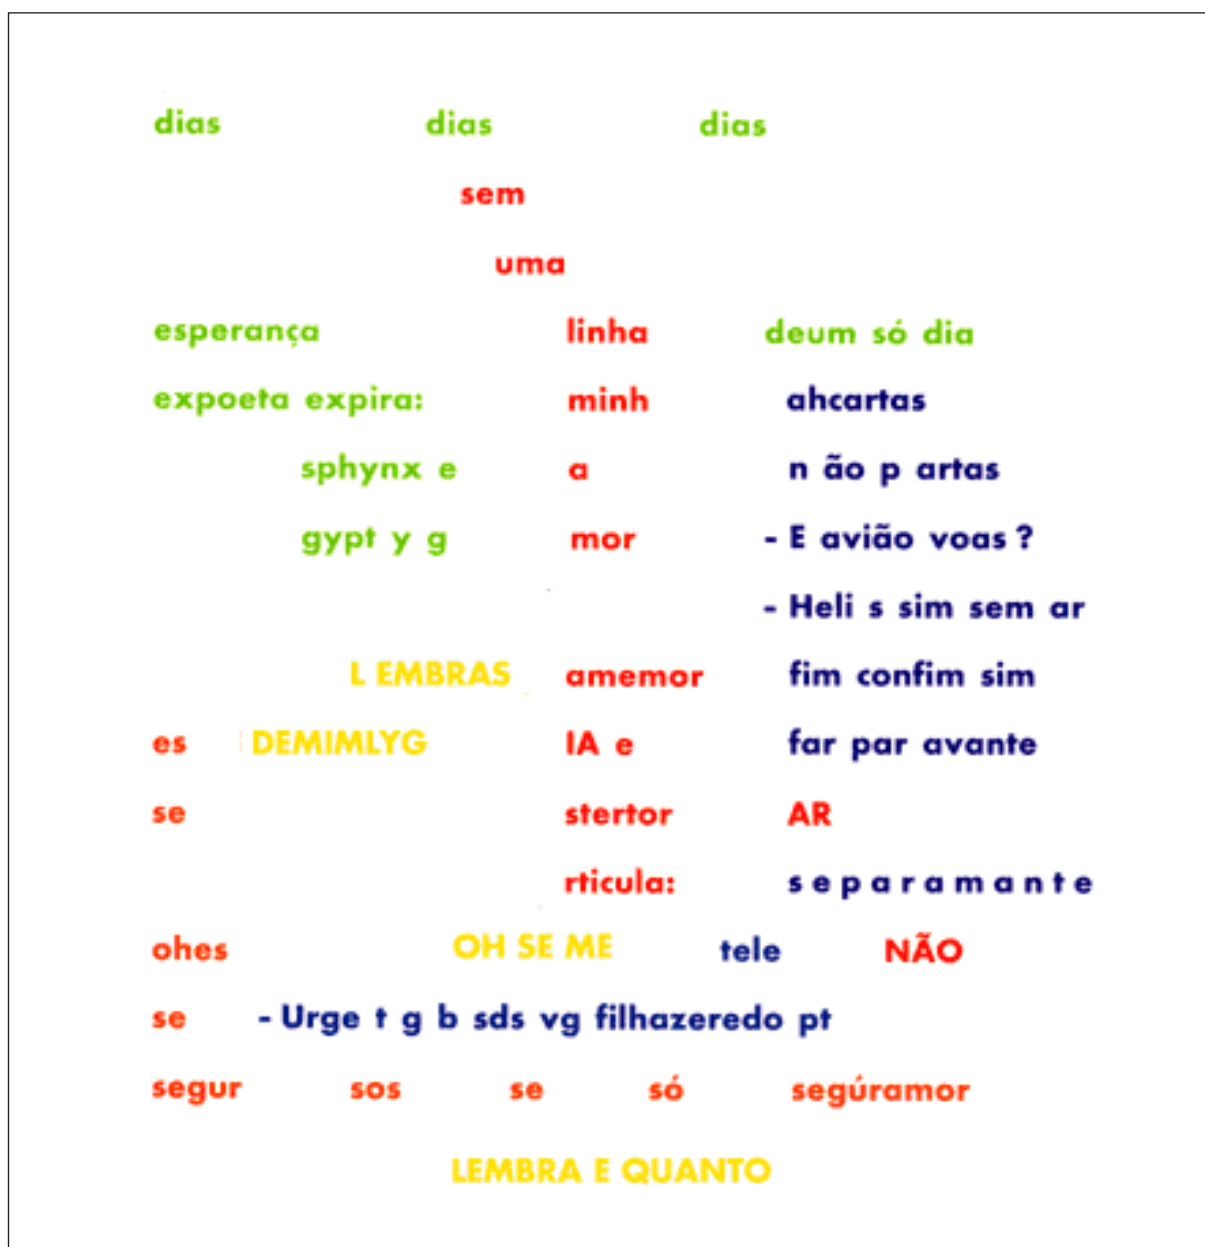 dias dias dias
sem
uma
esperança linha deum só dia
expoeta expira: minh ahcartas
sphynx e a n ão p artas
gypt y g mor - E avião voas ?
- Heli s sim sem ar
L EMBRAS amemor fim confim sim
es DEMIMLYG IA e far par avante
se stertor AR
rticula: s e p a r a m a n t e
ohes OH SE ME tele NÃO
se - Urge t g b sds vg filhazeredo pt
segur sos se só segúramor
LEMBRA E QUANTO